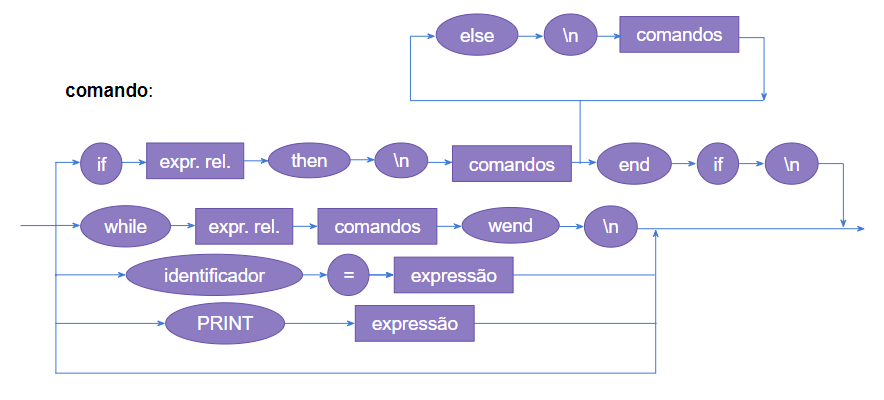 else \n comandos
comando:
if expr. rel. then \n comandos end if \n
while expr. rel. comandos wend \n
identificador = expressão
PRINT expressão